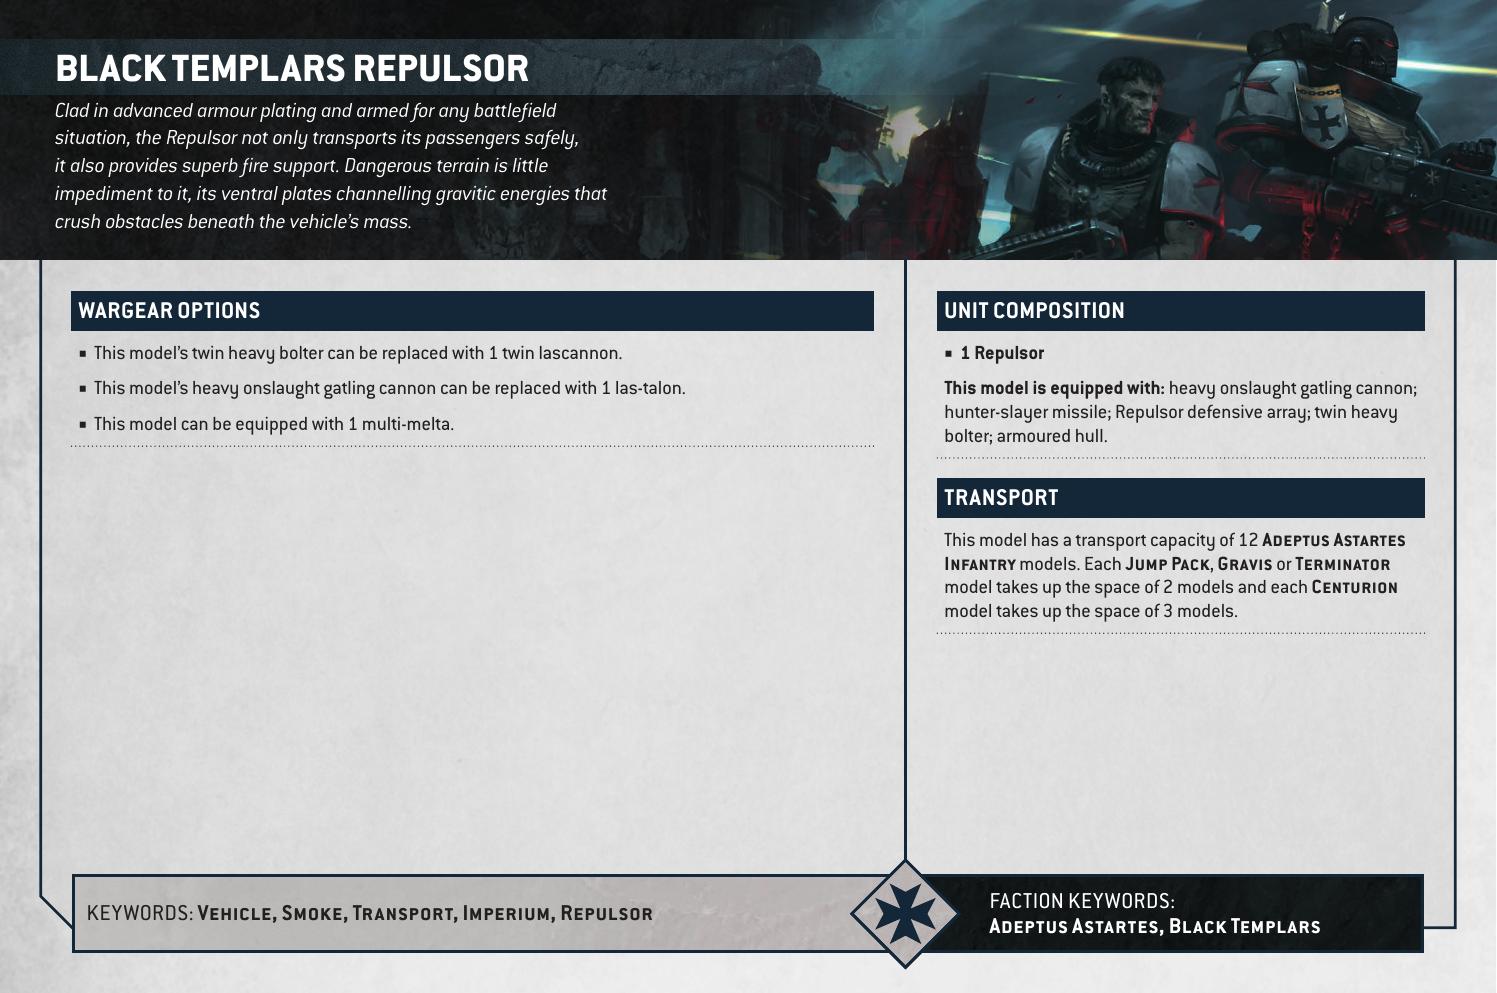 BLACK TEMPLARS REPULSOR
Clad in advanced armour plating and armed for any battlefield
situation, the Repulsor not only transports its passengers safely,
it also provides superb fire support. Dangerous terrain is little
impediment to it, its ventral plates channelling gravitic energies that
crush obstacles beneath the vehicle’s mass.
WARGEAR OPTIONS
■ This model’s twin heavy bolter can be replaced with 1 twin lascannon.
■ This model’s heavy onslaught gatling cannon can be replaced with 1 las-talon.
■ This model can be equipped with 1 multi-melta.
UNIT COMPOSITION
■ 1 Repulsor
This model is equipped with: heavy onslaught gatling cannon;
hunter-slayer missile; Repulsor defensive array; twin heavy
bolter; armoured hull.
TRANSPORT
This model has a transport capacity of 12 ADEPTUS ASTARTES
INFANTRY models. Each JUMP PACK, GRAVIS or TERMINATOR
model takes up the space of 2 models and each CENTURION
model takes up the space of 3 models.
KEYWORDS: VEHICLE, SMOKE, TRANSPORT, IMPERIUM, REPULSOR
FACTION KEYWORDS:
ADEPTUS ASTARTES, BLACK TEMPLARS